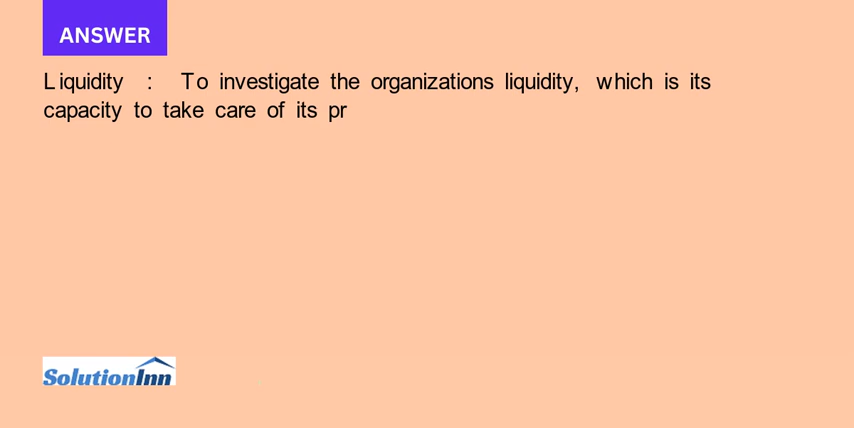 ANSWER
Liquidity : To investigate the organizations liquidity, which is its
capacity to take care of its pr
SolutionInn